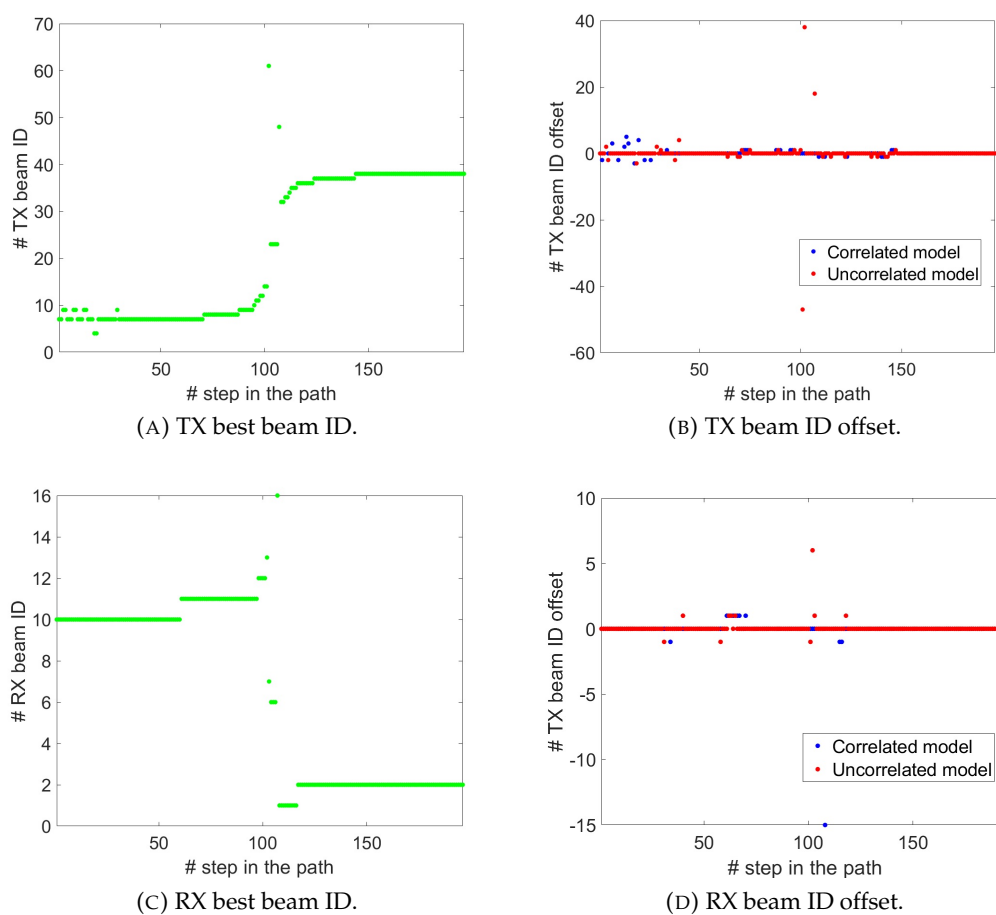 70
60
50
40
30
20
10
0
# TX beam ID
50
100
150
# step in the path
(A) TX best beam ID.
40
20
0
-20
-40
-60
# TX beam ID offset
Correlated model
Uncorrelated model
50
100
150
# step in the path
(B) TX beam ID offset.
16
14
12
10
8
6
4
2
0
# RX beam ID
50
100
150
# step in the path
(C) RX best beam ID.
10
5
0
-5
-10
-15
# TX beam ID offset
Correlated model
Uncorrelated model
50
100
150
# step in the path
(D) RX beam ID offset.